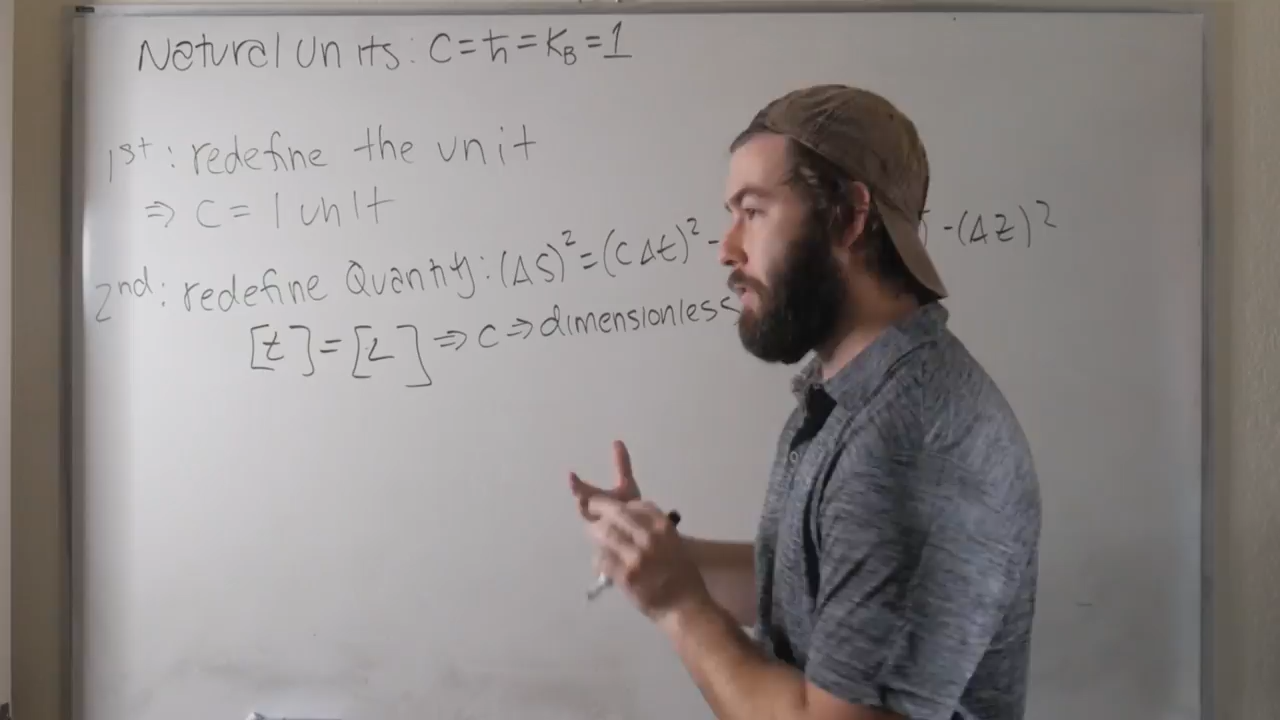 Natural Units: C=ħ=K_B=1
1st: redefine the unit
⇒ C = 1 unit
2nd: redefine Quantity: (ΔS)²=(CΔt)² - -(ΔZ)²
[t]=[L]⇒C⇒dimensionless